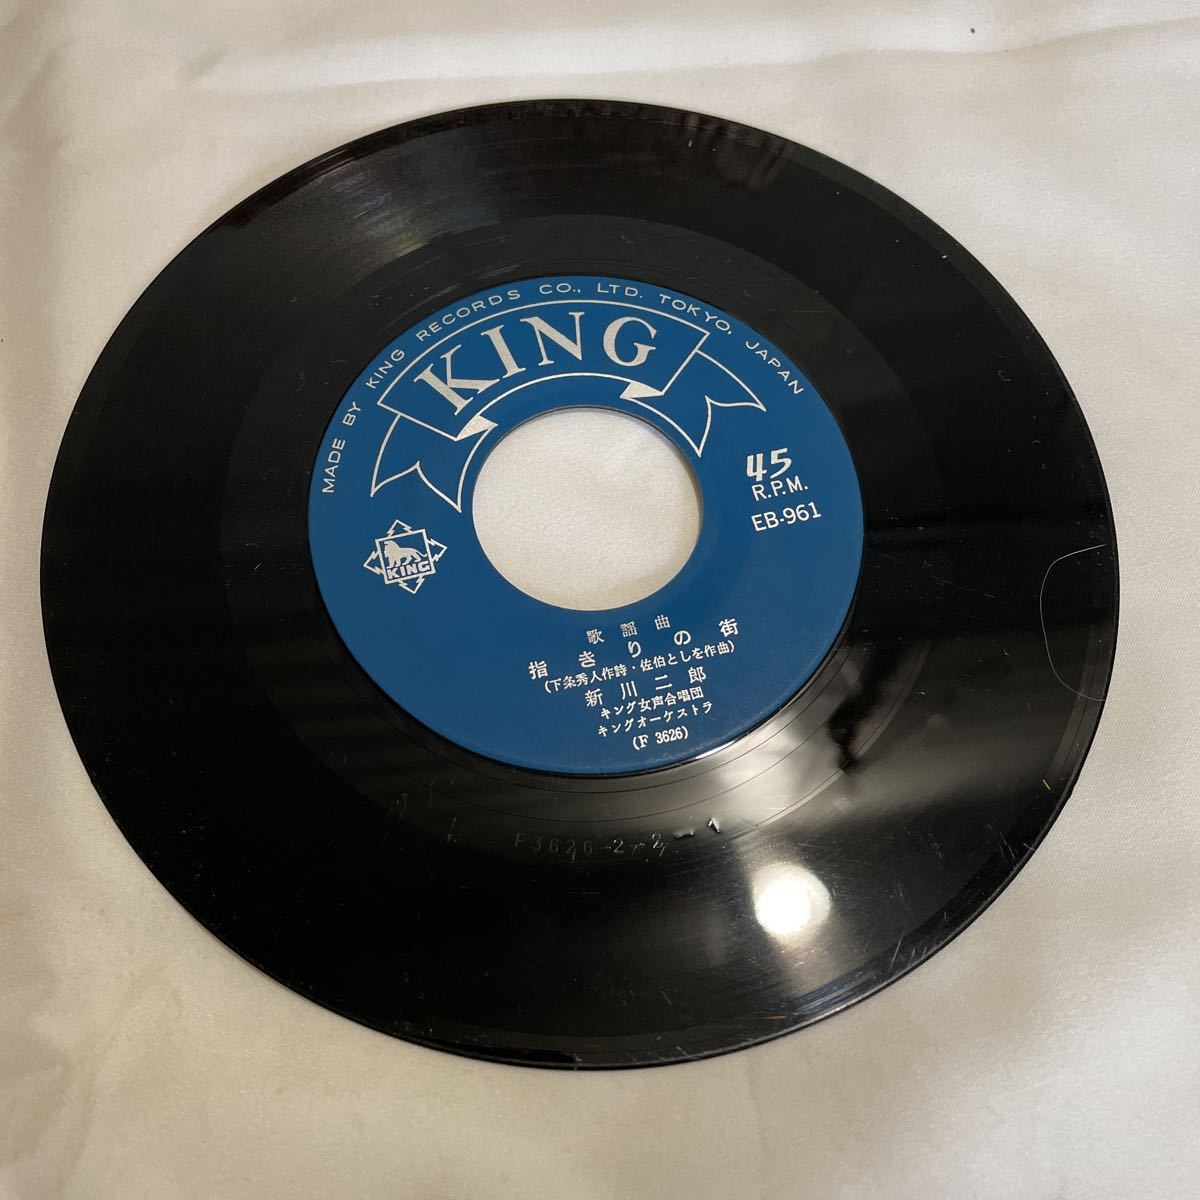 MADE BY KING RECORDS CO., LTD. TOKYO, JAPAN
KING
45
R.P.M.
EB-961
KING
歌謡曲
指きりの街
(下条秀人作詩・佐伯としを作曲)
新川二郎
キング女声合唱団
キングオーケストラ
(F 3626)
F3626-2